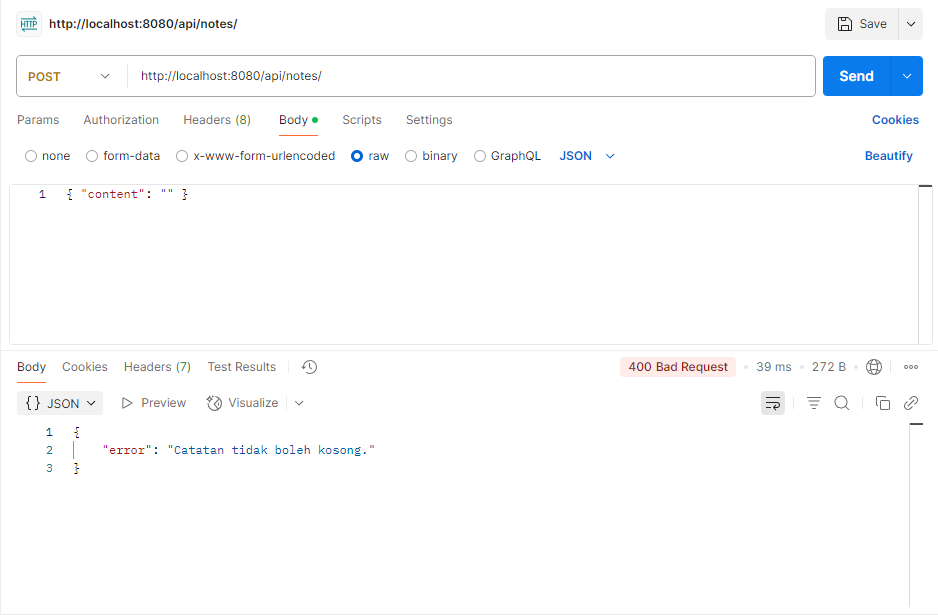 HTTP http://localhost:8080/api/notes/ Save
POST http://localhost:8080/api/notes/ Send
Params Authorization Headers (8) Body Scripts Settings Cookies
none form-data x-www-form-urlencoded raw binary GraphQL JSON Beautify
1 { "content": "" }
Body Cookies Headers (7) Test Results 400 Bad Request 39 ms 272 B
{} JSON Preview Visualize
1 {
2 "error": "Catatan tidak boleh kosong."
3 }